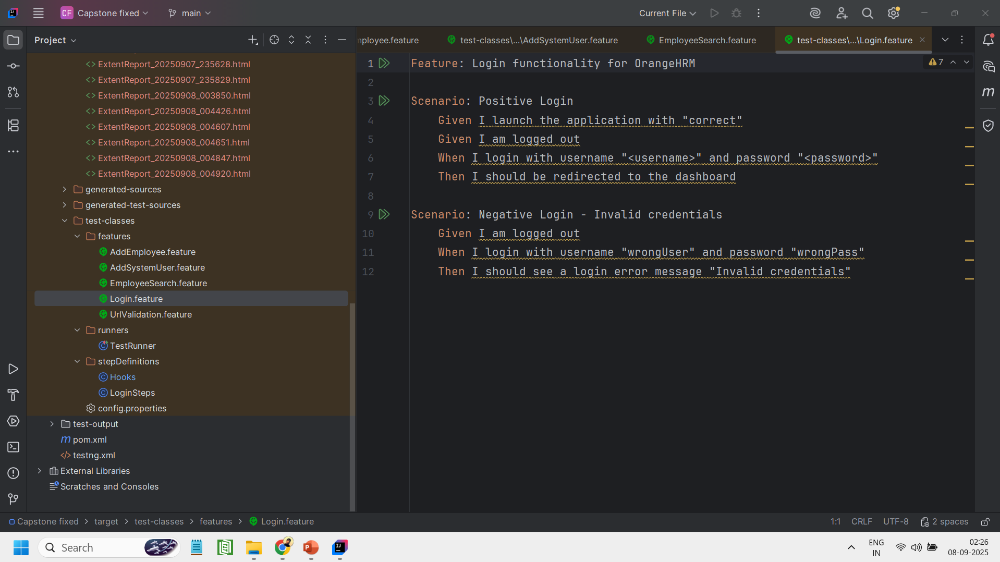 CF Capstone fixed
main
Current File
Project
mployee.feature
test-classes\...\AddSystemUser.feature
EmployeeSearch.feature
test-classes\...\Login.feature
ExtentReport_20250907_235628.html
ExtentReport_20250907_235829.html
ExtentReport_20250908_003850.html
ExtentReport_20250908_004426.html
ExtentReport_20250908_004607.html
ExtentReport_20250908_004651.html
ExtentReport_20250908_004847.html
ExtentReport_20250908_004920.html
generated-sources
generated-test-sources
test-classes
features
AddEmployee.feature
AddSystemUser.feature
EmployeeSearch.feature
Login.feature
UrlValidation.feature
runners
TestRunner
stepDefinitions
Hooks
LoginSteps
config.properties
test-output
m pom.xml
</> testng.xml
External Libraries
Scratches and Consoles
1 Feature: Login functionality for OrangeHRM
7
2
3 Scenario: Positive Login
4 Given I launch the application with "correct"
5 Given I am logged out
6 When I login with username "<username>" and password "<password>"
7 Then I should be redirected to the dashboard
8
9 Scenario: Negative Login - Invalid credentials
10 Given I am logged out
11 When I login with username "wrongUser" and password "wrongPass"
12 Then I should see a login error message "Invalid credentials"
m
Capstone fixed > target > test-classes > features > Login.feature
1:1 CRLF UTF-8 2 spaces
Search
ENG
IN
02:26
08-09-2025